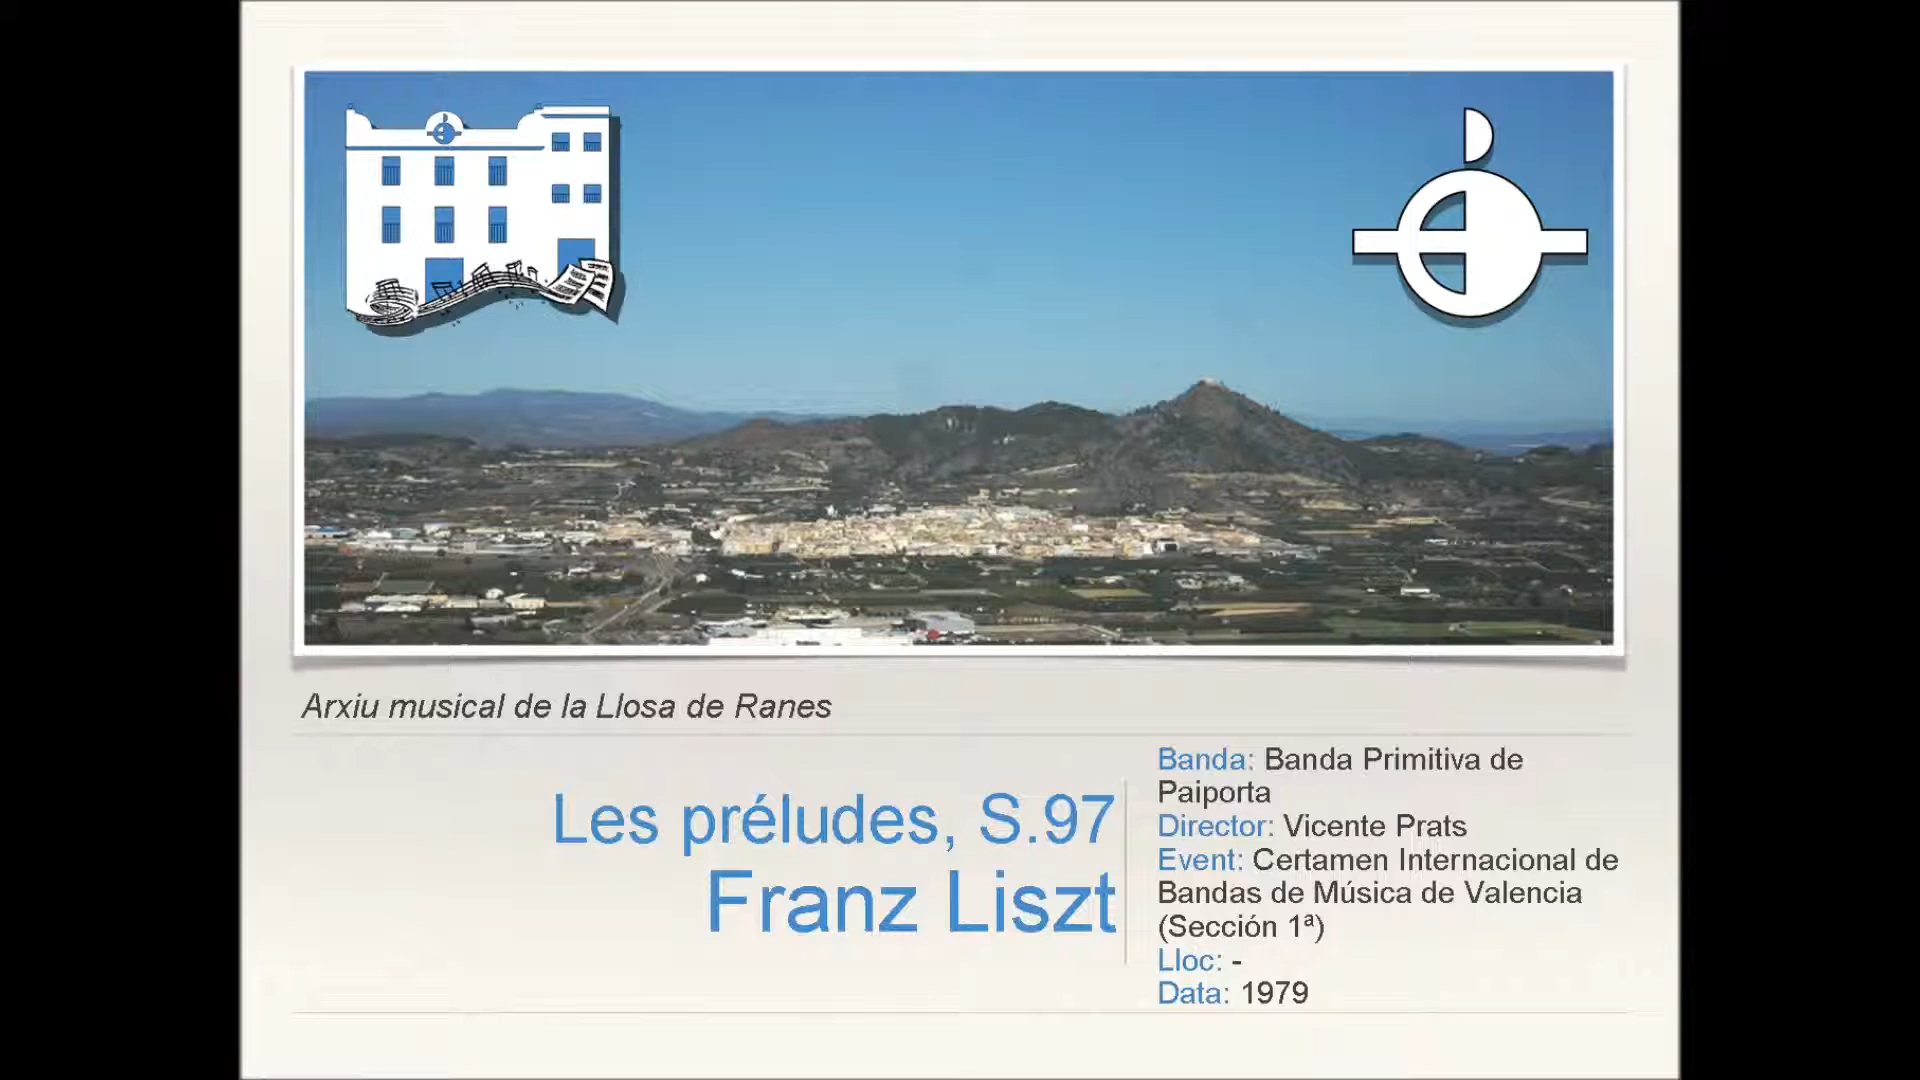 Arxiu musical de la Llosa de Ranes
Les préludes, S.97
Franz Liszt
Banda: Banda Primitiva de
Paiporta
Director: Vicente Prats
Event: Certamen Internacional de
Bandas de Música de Valencia
(Sección 1ª)
Lloc: -
Data: 1979